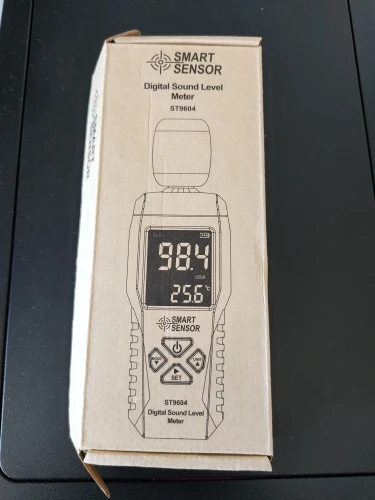 SMART
SENSOR
Digital Sound Level
Meter
ST9604
98.4
dBA
25.6 °C
SMART
SENSOR
SET
ST9604
Digital Sound Level
Meter